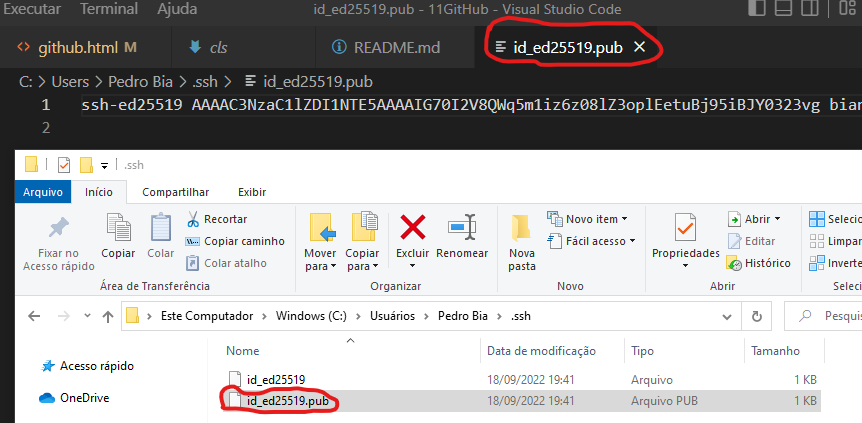 Executar Terminal Ajuda id_ed25519.pub - 11GitHub - Visual Studio Code
github.html M cls README.md id_ed25519.pub
C: > Users > Pedro Bia > .ssh > id_ed25519.pub
1 ssh-ed25519 AAAAC3NzaC1lZDI1NTE5AAAAIG70I2V8QWq5m1iz6z08lZ3oplEetuBj95iBJY0323vg bian
2
.ssh
Arquivo Início Compartilhar Exibir
Fixar no Acesso rápido
Copiar
Colar
Recortar
Copiar caminho
Colar atalho
Área de Transferência
Mover para
Copiar para
Excluir
Renomear
Organizar
Nova pasta
Novo item
Fácil acesso
Novo
Propriedades
Abrir
Editar
Histórico
Abrir
Selecio
Limpar
Inverte
Este Computador > Windows (C:) > Usuários > Pedro Bia > .ssh
Pesquis
Acesso rápido
OneDrive
Nome Data de modificação Tipo Tamanho
id_ed25519 18/09/2022 19:41 Arquivo 1 KB
id_ed25519.pub 18/09/2022 19:41 Arquivo PUB 1 KB